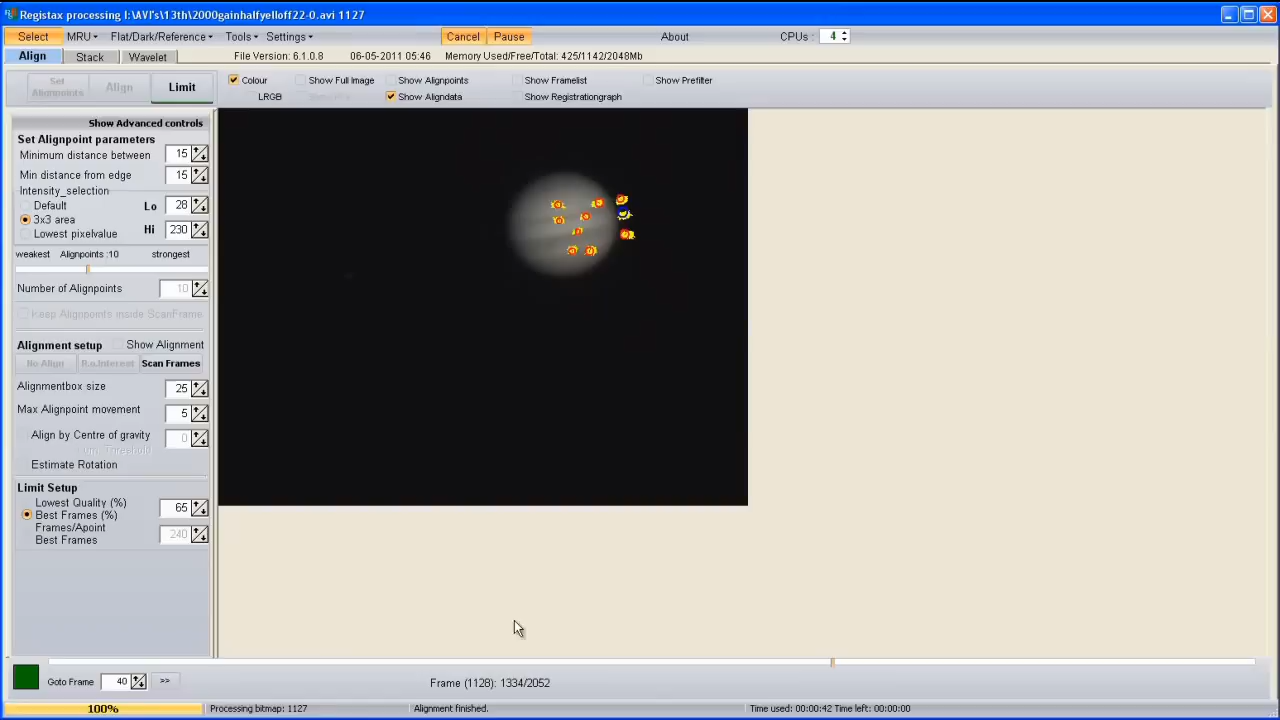 Registax processing I:\AVI's\13th\2000gainhalfyelloff22-0.avi 1127
Select MRU Flat/Dark/Reference Tools Settings Cancel Pause About CPUs: 4
Align Stack Wavelet File Version: 6.1.0.8 06-05-2011 05:46 Memory Used/Free/Total: 425/1142/2048Mb
Set Alignpoints Align Limit
Colour Show Full Image Show Alignpoints Show Framelist Show Prefilter
LRGB Show Aligndata Show Registrationgraph
Show Advanced controls
Set Alignpoint parameters
Minimum distance between 15
Min distance from edge 15
Intensity_selection
Default Lo 28
3x3 area
Lowest pixelvalue Hi 230
weakest Alignpoints :10 strongest
Number of Alignpoints 10
Keep Alignpoints inside ScanFrame
Alignment setup Show Alignment
No Align R.o.Interest Scan Frames
Alignmentbox size 25
Max Alignpoint movement 5
Align by Centre of gravity 0
Threshold
Estimate Rotation
Limit Setup
Lowest Quality (%)
Best Frames (%) 65
Frames/Apoint
Best Frames 240
Goto Frame 40 >> Frame (1128): 1334/2052
100% Processing bitmap: 1127 Alignment finished. Time used: 00:00:42 Time left: 00:00:00